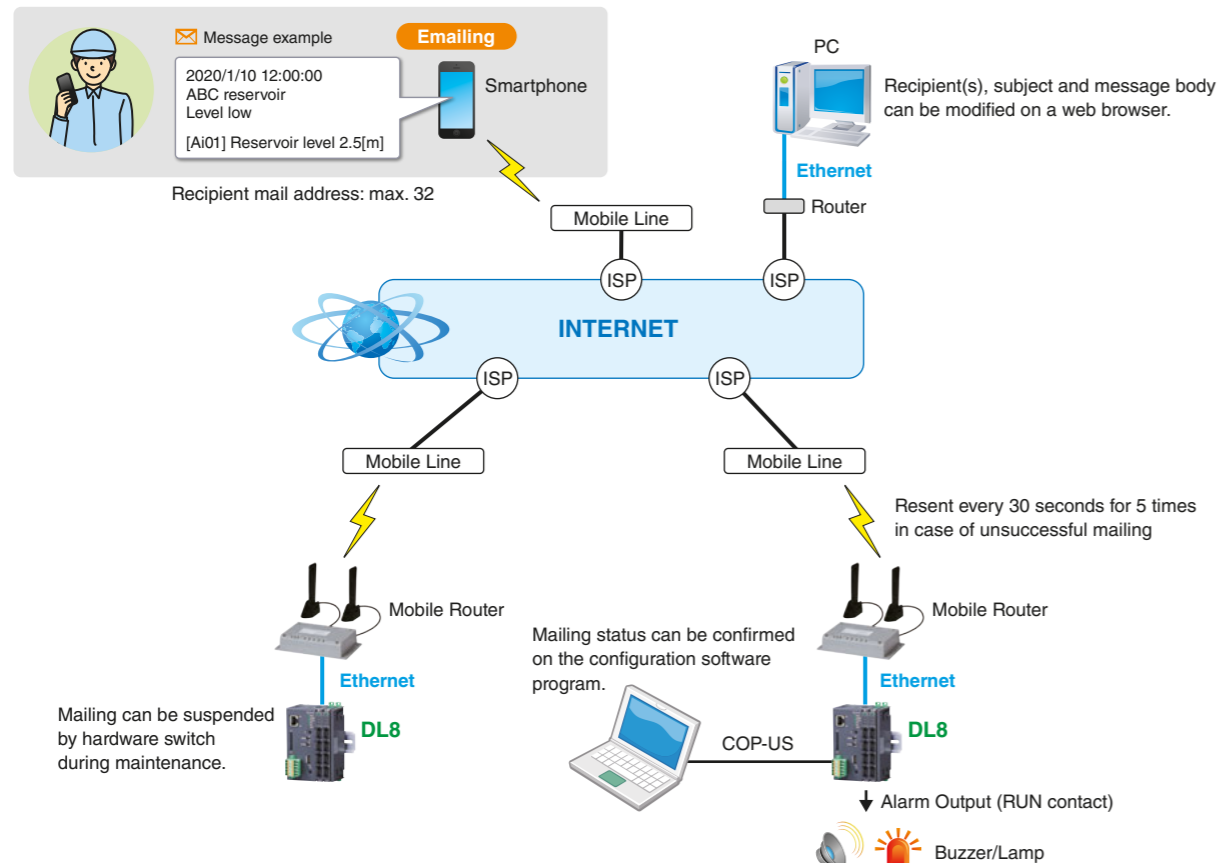 Message example
Emailing
2020/1/10 12:00:00
ABC reservoir
Level low
[Ai01] Reservoir level 2.5[m]
Smartphone
Recipient mail address: max. 32
PC
Recipient(s), subject and message body
can be modified on a web browser.
Ethernet
Router
Mobile Line
ISP
ISP
INTERNET
ISP
ISP
Mobile Line
Mobile Line
Resent every 30 seconds for 5 times
in case of unsuccessful mailing
Mobile Router
Ethernet
DL8
Mailing can be suspended
by hardware switch
during maintenance.
Mailing status can be confirmed
on the configuration software
program.
COP-US
Mobile Router
Ethernet
DL8
Alarm Output (RUN contact)
Buzzer/Lamp